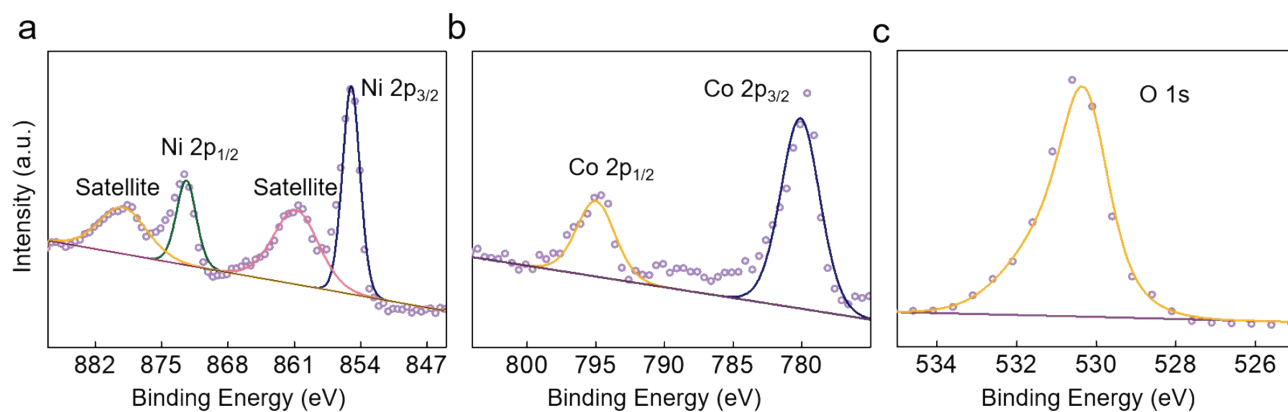 a
Ni 2p3/2
Ni 2p1/2
Satellite
Satellite
Intensity (a.u.)
882 875 868 861 854 847
Binding Energy (eV)
b
Co 2p3/2
Co 2p1/2
800 795 790 785 780
Binding Energy (eV)
c
O 1s
534 532 530 528 526
Binding Energy (eV)